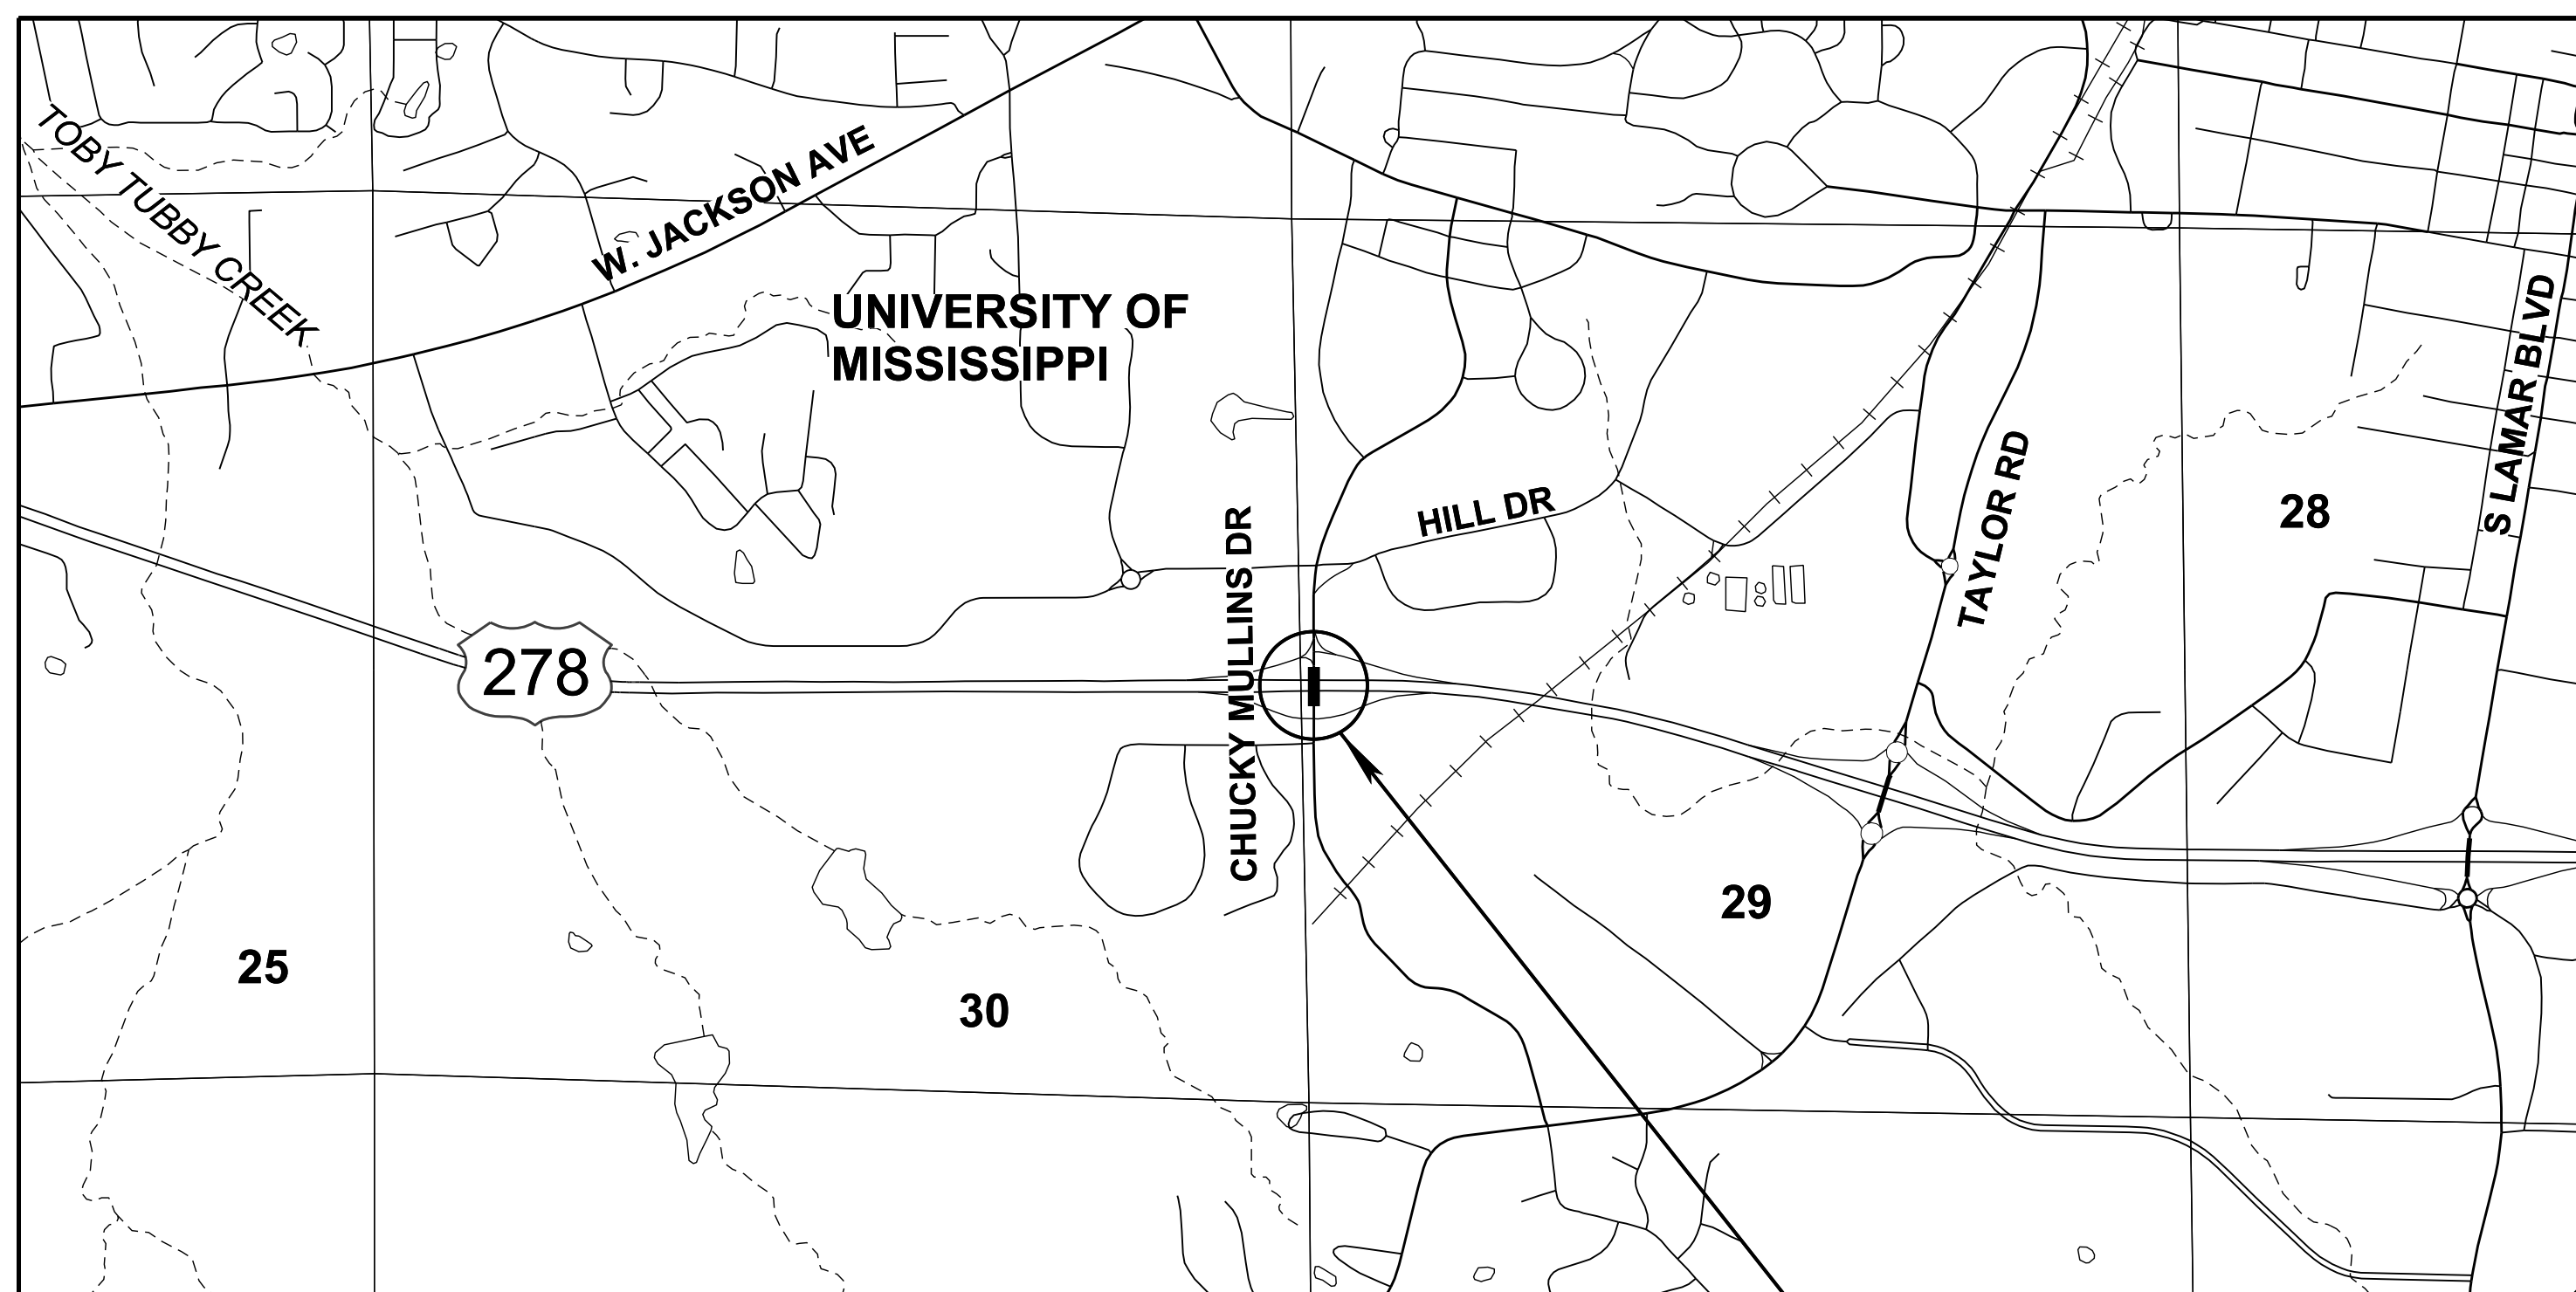 TOBY TUBBY CREEK
W. JACKSON AVE
UNIVERSITY OF
MISSISSIPPI
S LAMAR BLVD
HILL DR
TAYLOR RD
28
CHUCKY MULLINS DR
278
29
25
30